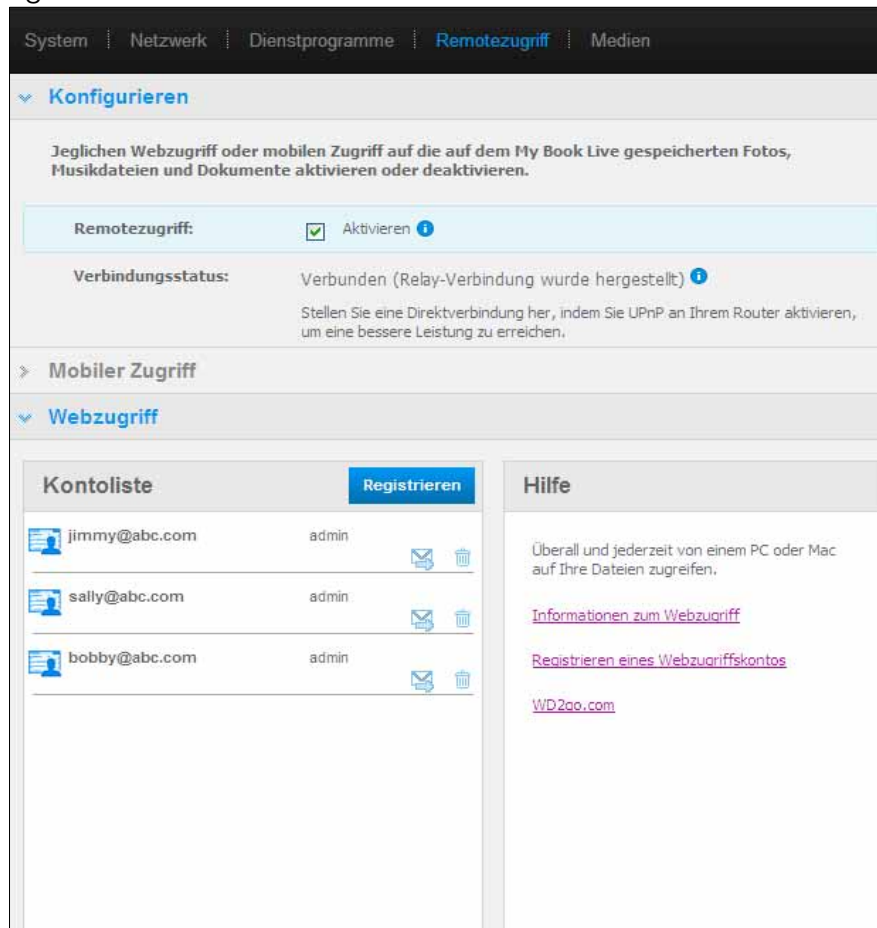 System Netzwerk Dienstprogramme Remotezugriff Medien
Konfigurieren
Jeglichen Webzugriff oder mobilen Zugriff auf die auf dem My Book Live gespeicherten Fotos,
Musikdateien und Dokumente aktivieren oder deaktivieren.
Remotezugriff: Aktivieren
Verbindungsstatus: Verbunden (Relay-Verbindung wurde hergestellt)
Stellen Sie eine Direktverbindung her, indem Sie UPnP an Ihrem Router aktivieren,
um eine bessere Leistung zu erreichen.
Mobiler Zugriff
Webzugriff
Kontoliste Registrieren
jimmy@abc.com admin
sally@abc.com admin
bobby@abc.com admin
Hilfe
Überall und jederzeit von einem PC oder Mac
auf Ihre Dateien zugreifen.
Informationen zum Webzugriff
Registrieren eines Webzugriffskontos
WD2go.com